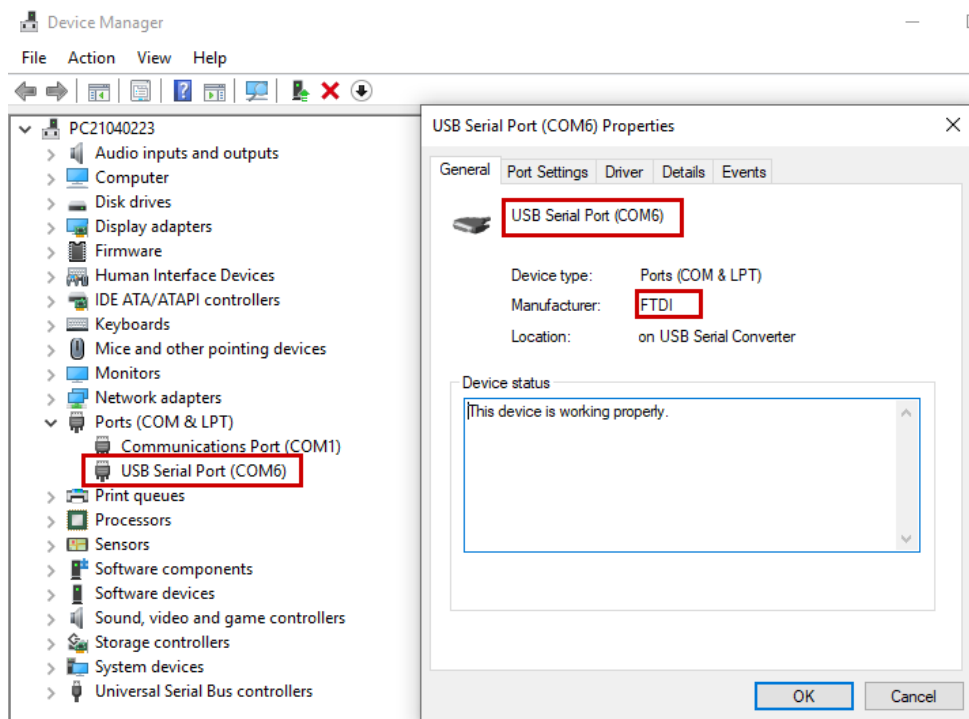 Device Manager
File Action View Help
PC21040223
Audio inputs and outputs
Computer
Disk drives
Display adapters
Firmware
Human Interface Devices
IDE ATA/ATAPI controllers
Keyboards
Mice and other pointing devices
Monitors
Network adapters
Ports (COM & LPT)
Communications Port (COM1)
USB Serial Port (COM6)
Print queues
Processors
Sensors
Software components
Software devices
Sound, video and game controllers
Storage controllers
System devices
Universal Serial Bus controllers
USB Serial Port (COM6) Properties
General Port Settings Driver Details Events
USB Serial Port (COM6)
Device type: Ports (COM & LPT)
Manufacturer: FTDI
Location: on USB Serial Converter
Device status
This device is working properly.
OK Cancel